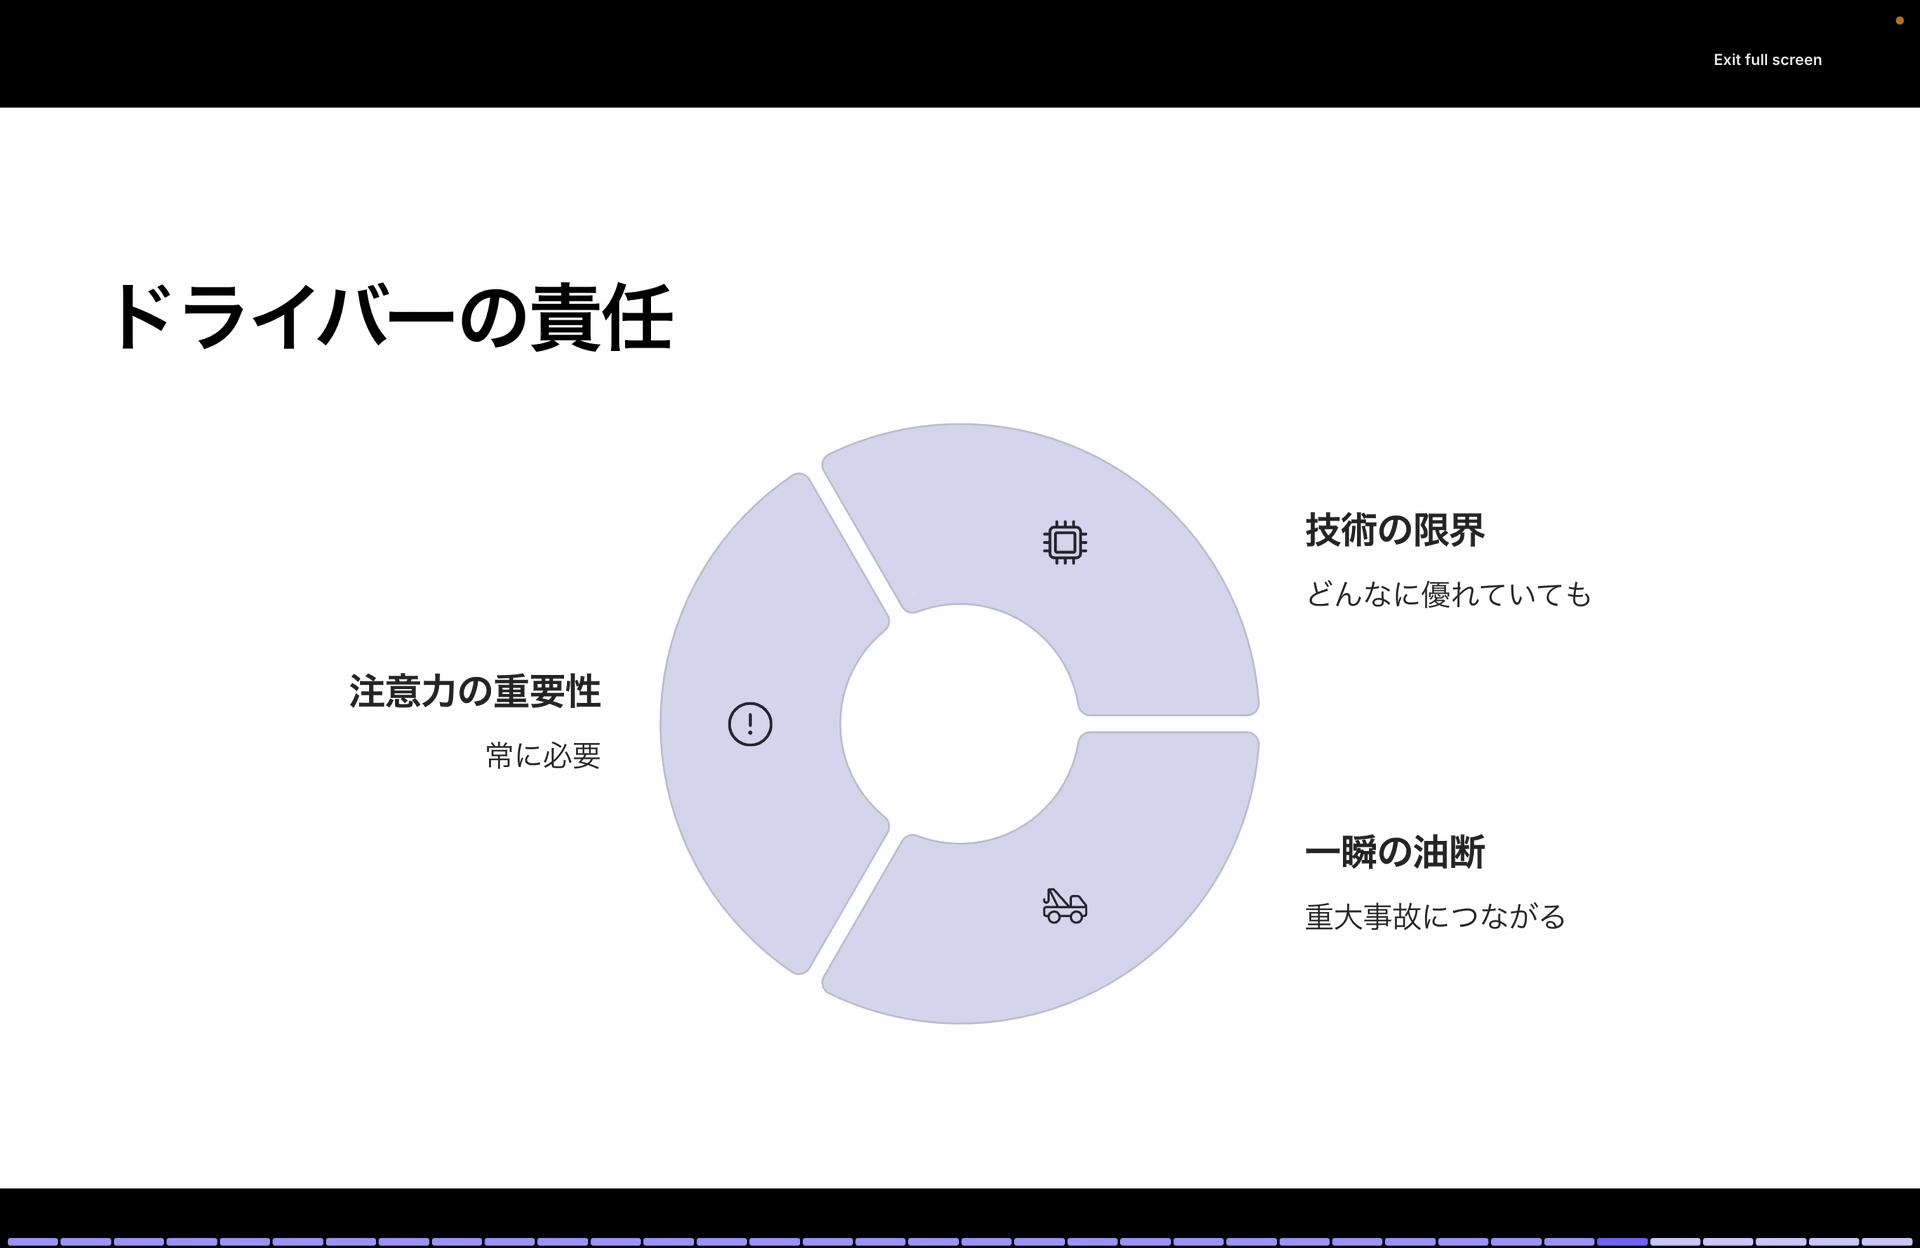 Exit full screen
ドライバーの責任
技術の限界
どんなに優れていても
注意力の重要性
常に必要
一瞬の油断
重大事故につながる